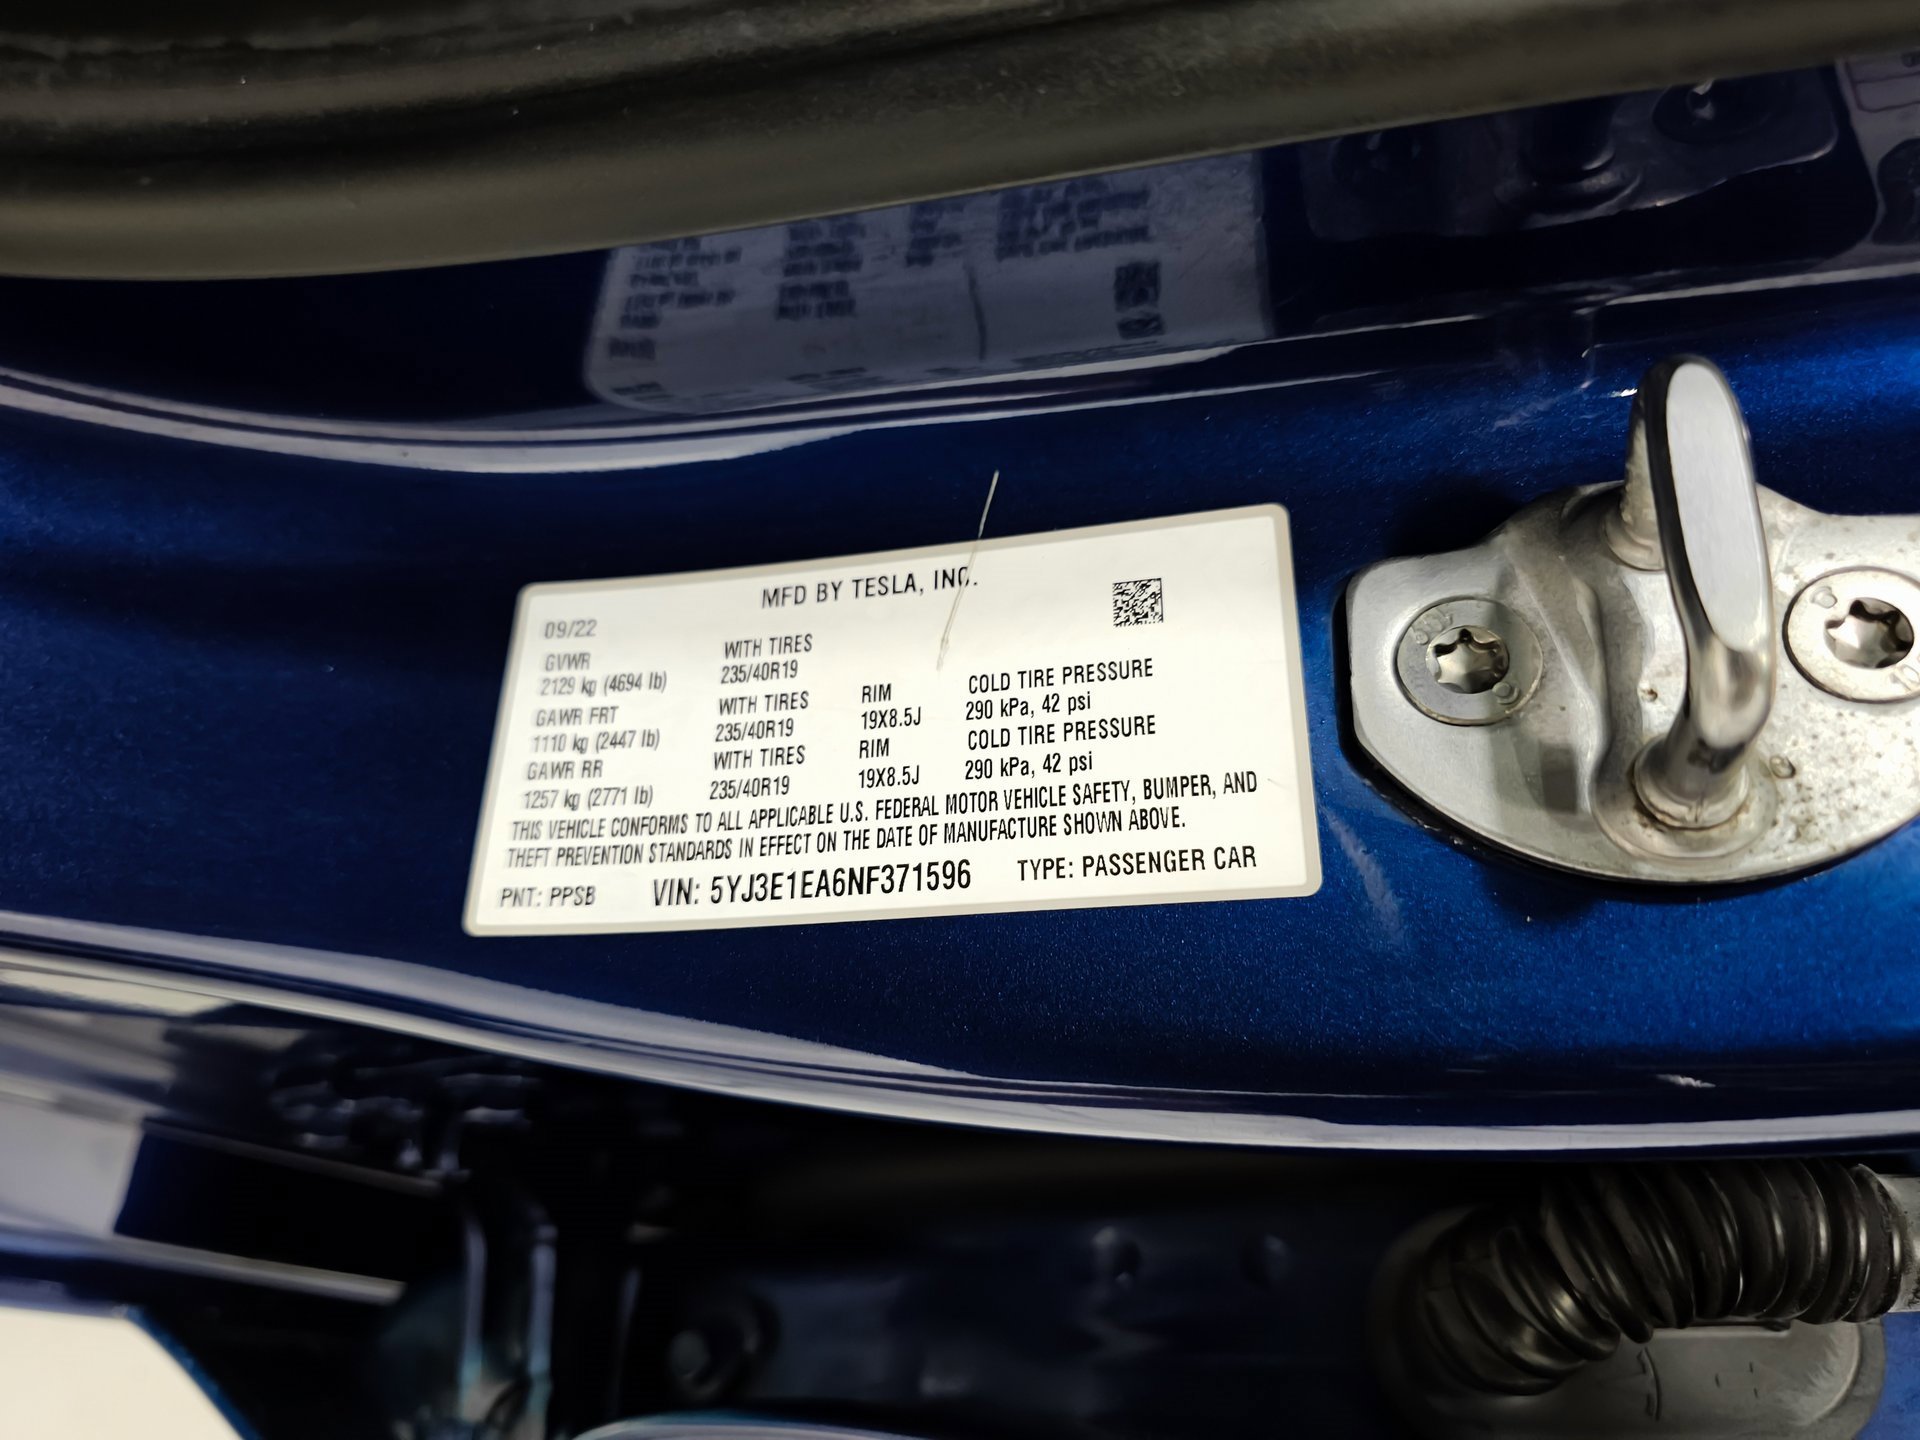 MFD BY TESLA, INC.
09/22
GVWR WITH TIRES
2129 kg (4694 lb) 235/40R19
GAWR FRT WITH TIRES RIM COLD TIRE PRESSURE
1110 kg (2447 lb) 235/40R19 19X8.5J 290 kPa, 42 psi
GAWR RR WITH TIRES RIM COLD TIRE PRESSURE
1257 kg (2771 lb) 235/40R19 19X8.5J 290 kPa, 42 psi
THIS VEHICLE CONFORMS TO ALL APPLICABLE U.S. FEDERAL MOTOR VEHICLE SAFETY, BUMPER, AND
THEFT PREVENTION STANDARDS IN EFFECT ON THE DATE OF MANUFACTURE SHOWN ABOVE.
PNT: PPSB VIN: 5YJ3E1EA6NF371596 TYPE: PASSENGER CAR